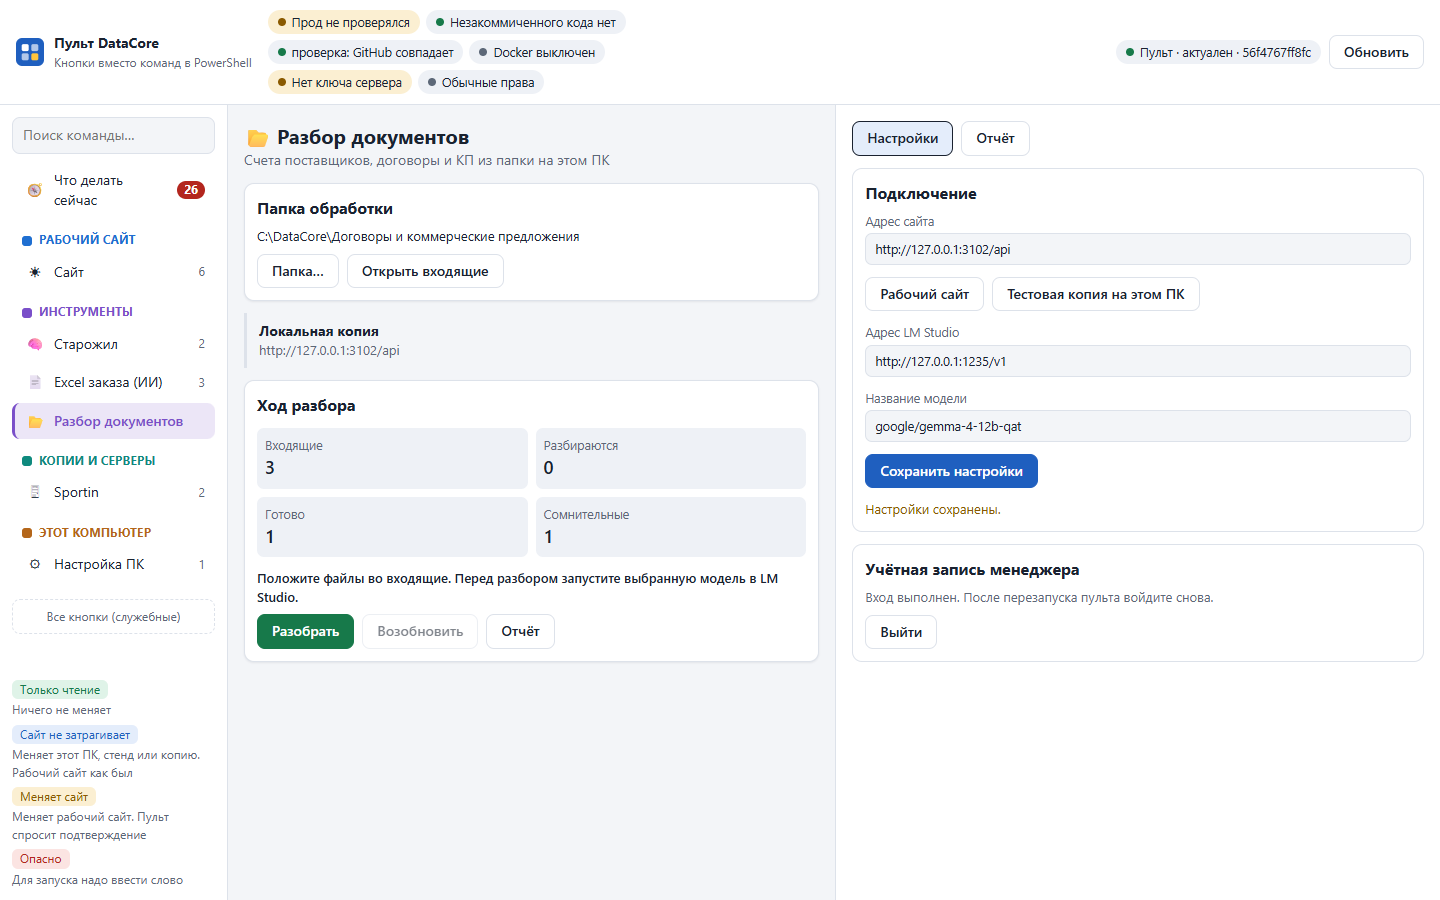 Пульт DataCore
Кнопки вместо команд в PowerShell
Прод не проверялся
Незакоммиченного кода нет
проверка: GitHub совпадает
Docker выключен
Нет ключа сервера
Обычные права
Пульт · актуален · 56f4767ff8fc
Обновить
Поиск команды...
Что делать
сейчас
26
РАБОЧИЙ САЙТ
Сайт
6
ИНСТРУМЕНТЫ
Старожил
2
Excel заказа (ИИ)
3
Разбор документов
КОПИИ И СЕРВЕРЫ
Sportin
2
ЭТОТ КОМПЬЮТЕР
Настройка ПК
1
Все кнопки (служебные)
Только чтение
Ничего не меняет
Сайт не затрагивает
Меняет этот ПК, стенд или копию.
Рабочий сайт как был
Меняет сайт
Меняет рабочий сайт. Пульт
спросит подтверждение
Опасно
Для запуска надо ввести слово
Разбор документов
Счета поставщиков, договоры и КП из папки на этом ПК
Папка обработки
C:\DataCore\Договоры и коммерческие предложения
Папка...
Открыть входящие
Локальная копия
http://127.0.0.1:3102/api
Ход разбора
Входящие
3
Разбираются
0
Готово
1
Сомнительные
1
Положите файлы во входящие. Перед разбором запустите выбранную модель в LM
Studio.
Разобрать
Возобновить
Отчёт
Настройки
Отчёт
Подключение
Адрес сайта
http://127.0.0.1:3102/api
Рабочий сайт
Тестовая копия на этом ПК
Адрес LM Studio
http://127.0.0.1:1235/v1
Название модели
google/gemma-4-12b-qat
Сохранить настройки
Настройки сохранены.
Учётная запись менеджера
Вход выполнен. После перезапуска пульта войдите снова.
Выйти